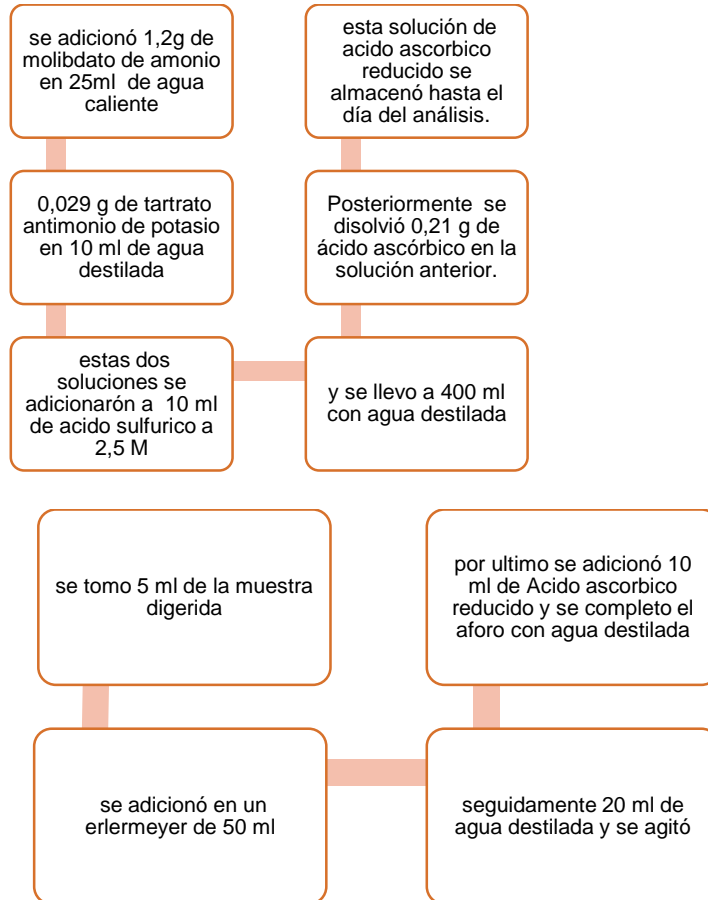 se adicionó 1,2g de
molibdato de amonio
en 25ml de agua
caliente
0,029 g de tartrato
antimonio de potasio
en 10 ml de agua
destilada
estas dos
soluciones se
adicionarón a 10 ml
de acido sulfurico a
2,5 M
y se llevo a 400 ml
con agua destilada
Posteriormente se
disolvió 0,21 g de
ácido ascórbico en la
solución anterior.
esta solución de
acido ascorbico
reducido se
almacenó hasta el
día del análisis.
se tomo 5 ml de la muestra
digerida
se adicionó en un
erlermeyer de 50 ml
seguidamente 20 ml de
agua destilada y se agitó
por ultimo se adicionó 10
ml de Acido ascorbico
reducido y se completo el
aforo con agua destilada